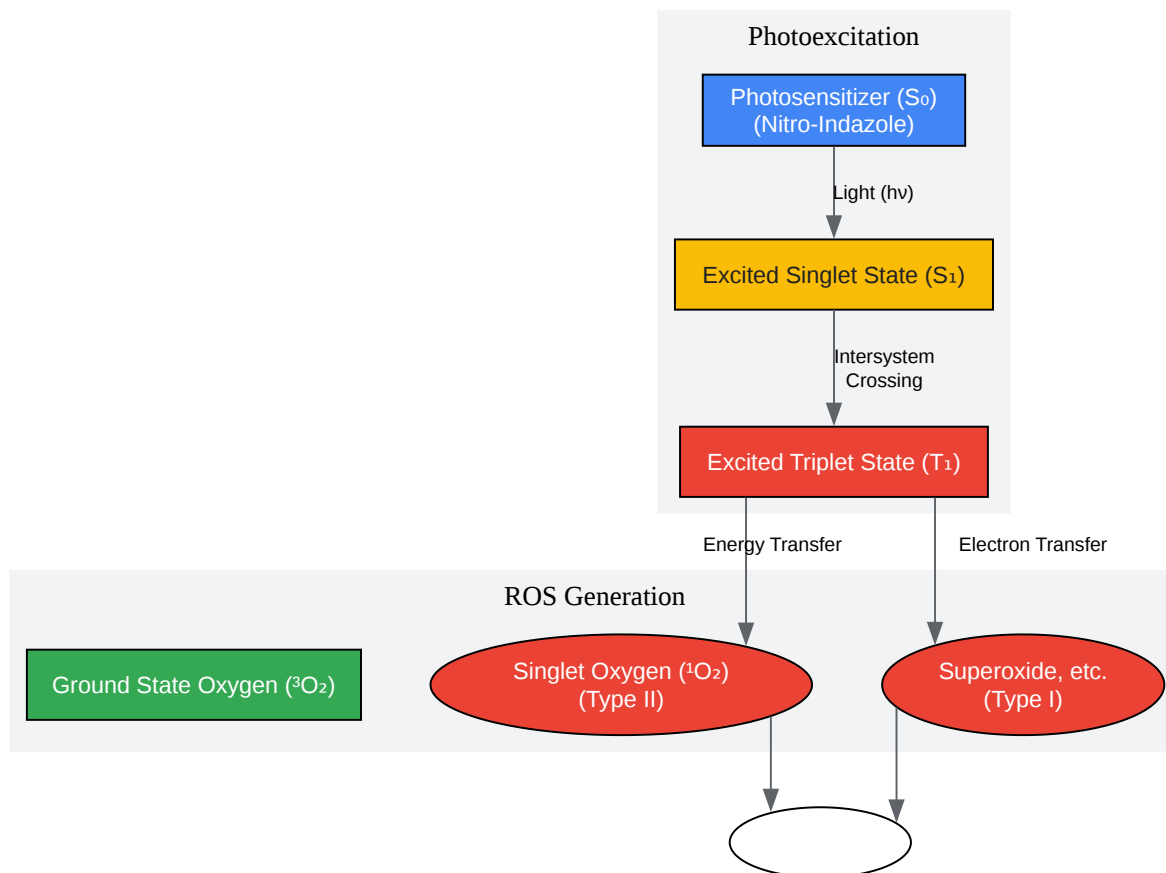 Photoexcitation
Photosensitizer (S₀)
(Nitro-Indazole)
Light (hν)
Excited Singlet State (S₁)
Intersystem
Crossing
Excited Triplet State (T₁)
Energy Transfer
Electron Transfer
ROS Generation
Ground State Oxygen (³O₂)
Singlet Oxygen (¹O₂)
(Type II)
Superoxide, etc.
(Type I)